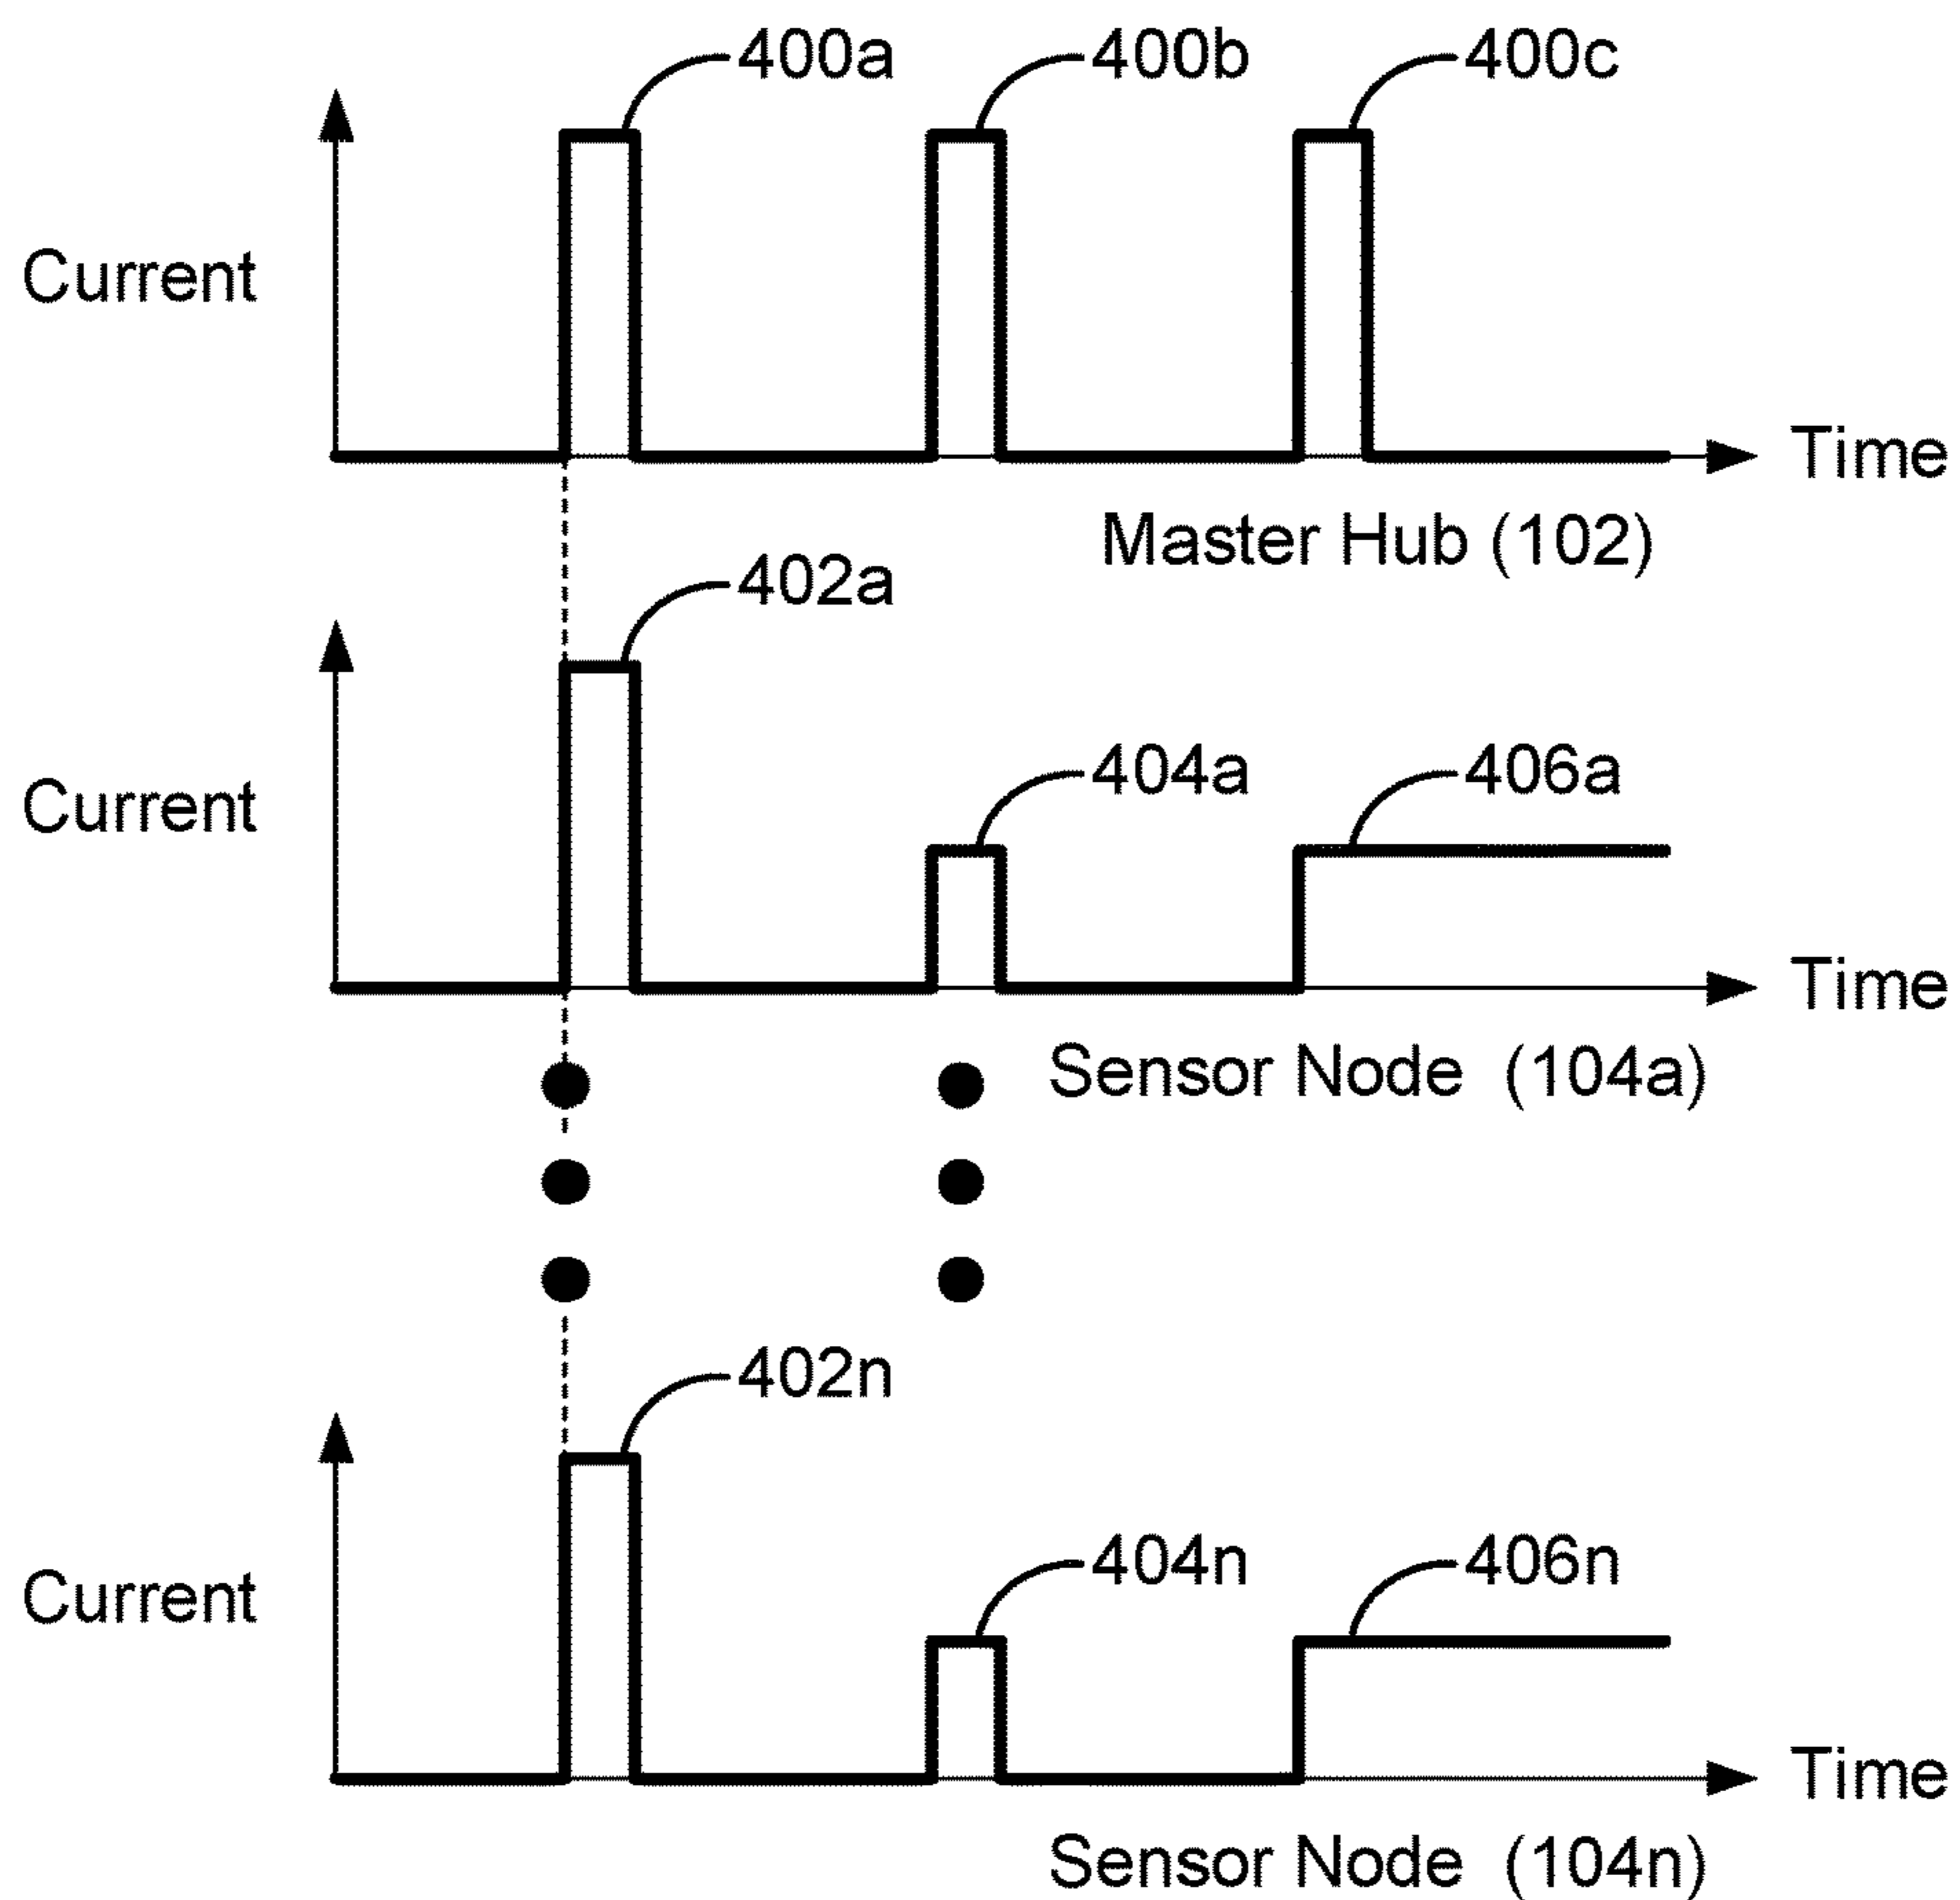 400a 400b 400c
Current
Time
Master Hub (102)
402a
404a 406a
Current
Time
Sensor Node (104a)
402n
404n 406n
Current
Time
Sensor Node (104n)